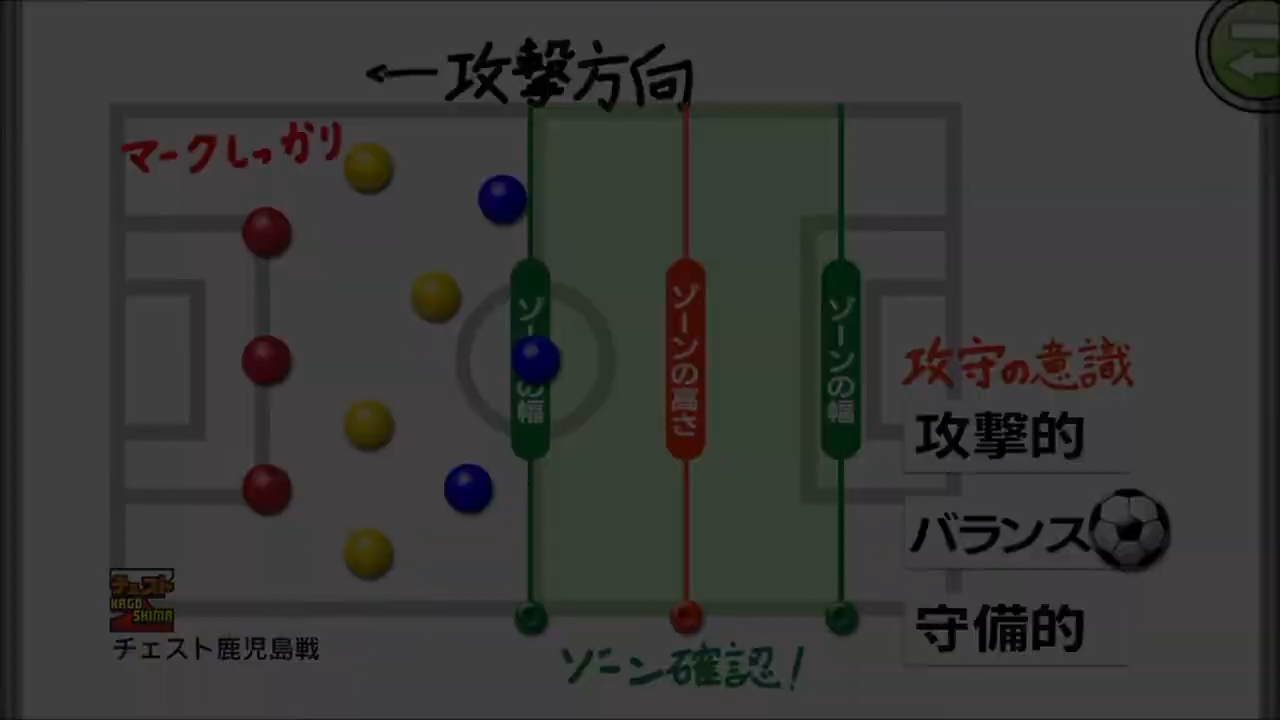 ←攻撃方向
マークしっかり
ゾーンの幅
ゾーンの高さ
ゾーンの幅
攻守の意識
攻撃的
バランス
守備的
チェスト
KAGO
SHIMA
チェスト鹿児島戦
ゾーン確認!